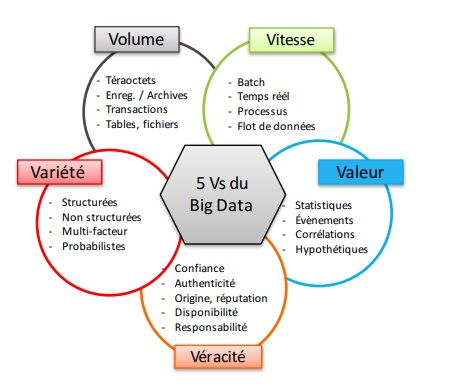 Volume
- Téraoctets
- Enreg. / Archives
- Transactions
- Tables, fichiers
Vitesse
- Batch
- Temps réél
- Processus
- Flot de données
Variété
- Structurées
- Non structurées
- Multi-facteur
- Probabilistes
5 Vs du
Big Data
Valeur
- Statistiques
- Évènements
- Corrélations
- Hypothétiques
- Confiance
- Authenticité
- Origine, réputation
- Disponibilité
- Responsabilité
Véracité